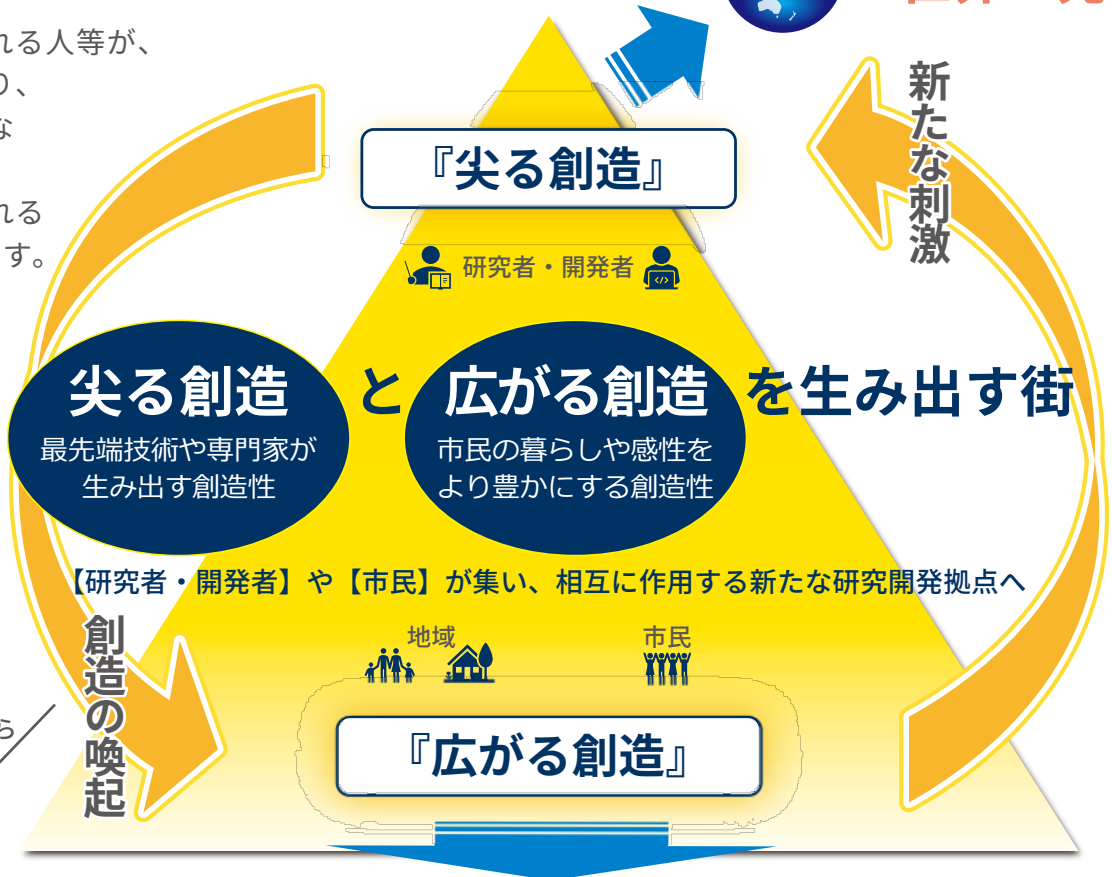 れる人等が、
り、
な
れる
す。
新たな刺激
『尖る創造』
研究者・開発者
尖る創造
最先端技術や専門家が
生み出す創造性
と
広がる創造
市民の暮らしや感性を
より豊かにする創造性
を生み出す街
【研究者・開発者】や【市民】が集い、相互に作用する新たな研究開発拠点へ
創造の喚起
地域
市民
ら
『広がる創造』